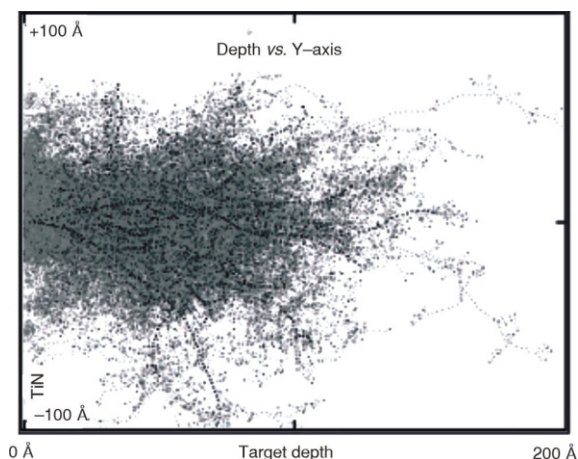 +100 Å
Depth vs. Y–axis
TiN
–100 Å
0 Å
Target depth
200 Å